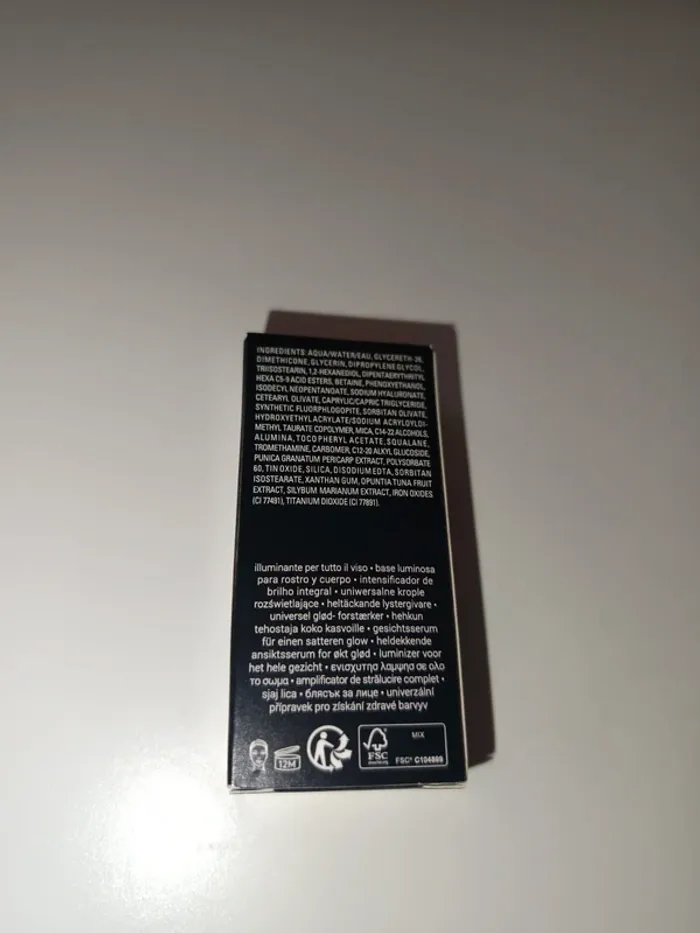 INGREDIENTS: AQUA/WATER/EAU, GLYCERETH-26,
DIMETHICONE, GLYCERIN, DIPROPYLENE GLYCOL,
TRIISOSTEARIN, 1,2-HEXANEDIOL, DIPENTAERYTHRITYL
HEXA C5-9 ACID ESTERS, BETAINE, PHENOXYETHANOL,
ISODECYL NEOPENTANOATE, SODIUM HYALURONATE,
CETEARYL OLIVATE, CAPRYLIC/CAPRIC TRIGLYCERIDE,
SYNTHETIC FLUORPHLOGOPITE, SORBITAN OLIVATE,
HYDROXYETHYL ACRYLATE/SODIUM ACRYLOYLDI-
METHYL TAURATE COPOLYMER, MICA, C14-22 ALCOHOLS,
ALUMINA, TOCOPHERYL ACETATE, SQUALANE,
TROMETHAMINE, CARBOMER, C12-20 ALKYL GLUCOSIDE,
PUNICA GRANATUM PERICARP EXTRACT, POLYSORBATE
60, TIN OXIDE, SILICA, DISODIUM EDTA, SORBITAN
ISOSTEARATE, XANTHAN GUM, OPUNTIA TUNA FRUIT
EXTRACT, SILYBUM MARIANUM EXTRACT, IRON OXIDES
(CI 77491), TITANIUM DIOXIDE (CI 77891).
illuminante per tutto il viso • base luminosa
para rostro y cuerpo • intensificador de
brilho integral • uniwersalne krople
rozświetlające • heltäckande lystergivare •
universel glød- forstærker • hehkun
tehostaja koko kasvoille • gesichtsserum
für einen satteren glow • heldekkende
ansiktsserum for økt glød • luminizer voor
het hele gezicht • ενισχυτησ λαμψησ σε ολο
το σωμα • amplificator de strălucire complet •
sjaj lica • блясък за лице • univerzální
přípravek pro získání zdravé barvyv
12M
FSC
MIX
FSC® C104899